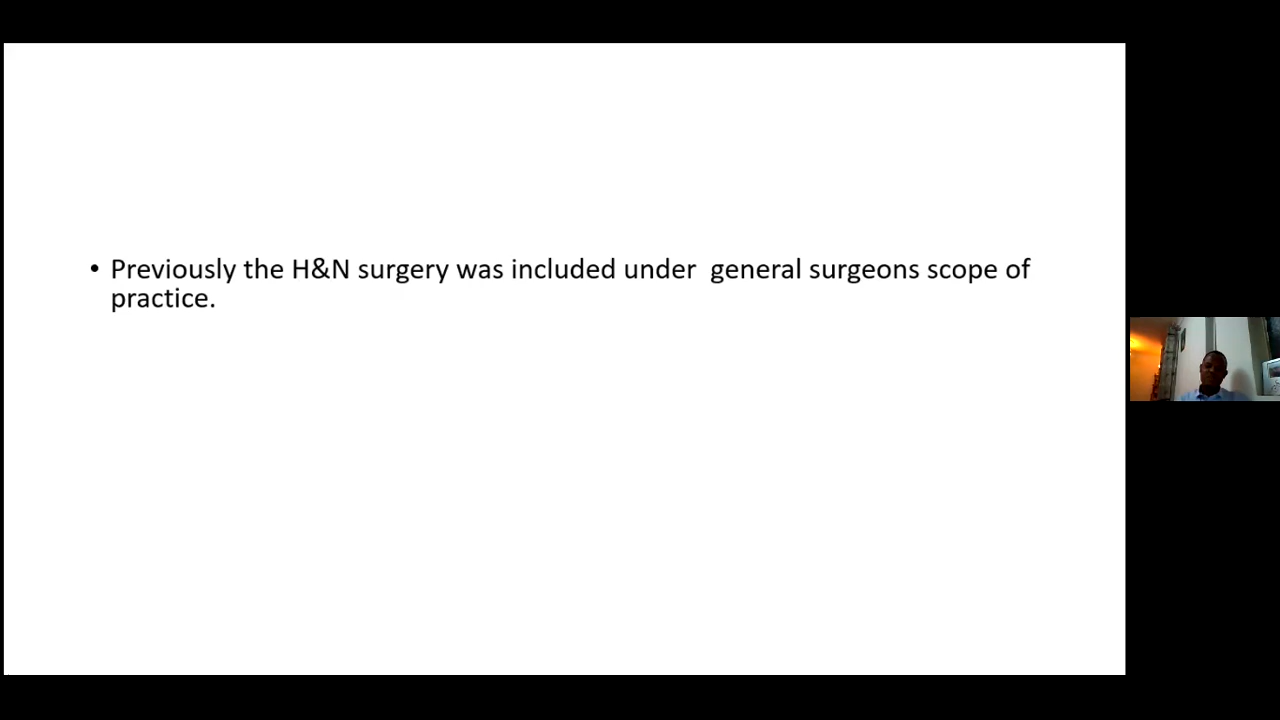 • Previously the H&N surgery was included under  general surgeons scope of
practice.